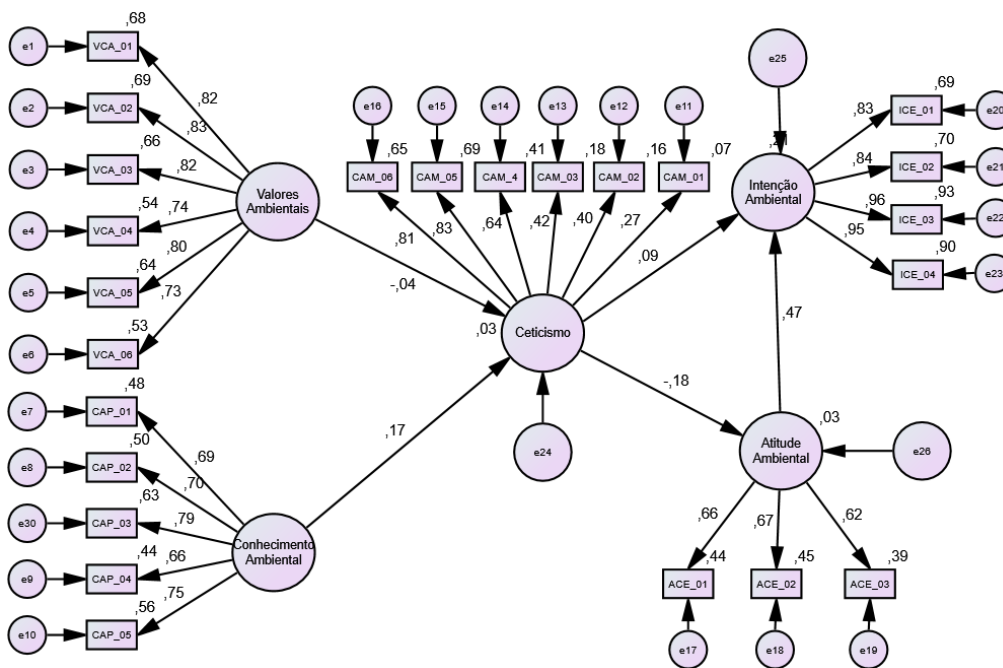 ,68
e1
VCA_01
,69
,82
e2
VCA_02
,83
,66
e3
VCA_03
,82
,54
e4
VCA_04
,74
,80
,64
e5
VCA_05
,73
,53
e6
VCA_06
Valores
Ambientais
,48
e7
CAP_01
,50
,69
e8
CAP_02
,70
,63
e30
CAP_03
,79
,44
,66
e9
CAP_04
,75
,56
e10
CAP_05
Conhecimento
Ambiental
-,04
,17
e16
e15
e14
e13
e12
e11
,65
,69
,41
,18
,16
,07
CAM_06
CAM_05
CAM_4
CAM_03
CAM_02
CAM_01
,81
,83
,64
,42
,40
,27
,03
Ceticismo
e24
,09
-,18
e25
,21
Intenção
Ambiental
,69
,83
ICE_01
e20
,70
,84
ICE_02
e21
,93
,96
ICE_03
e22
,95
,90
ICE_04
e23
,47
,03
Atitude
Ambiental
e26
,66
,67
,62
,44
,45
,39
ACE_01
ACE_02
ACE_03
e17
e18
e19